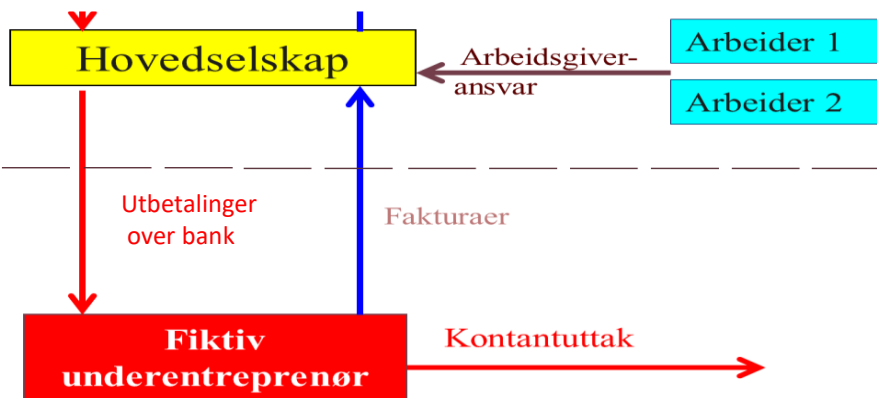 Hovedselskap
Arbeidsgiver-
ansvar
Arbeider 1
Arbeider 2
Utbetalinger
over bank
Fakturaer
Fiktiv
underentreprenør
Kontantuttak